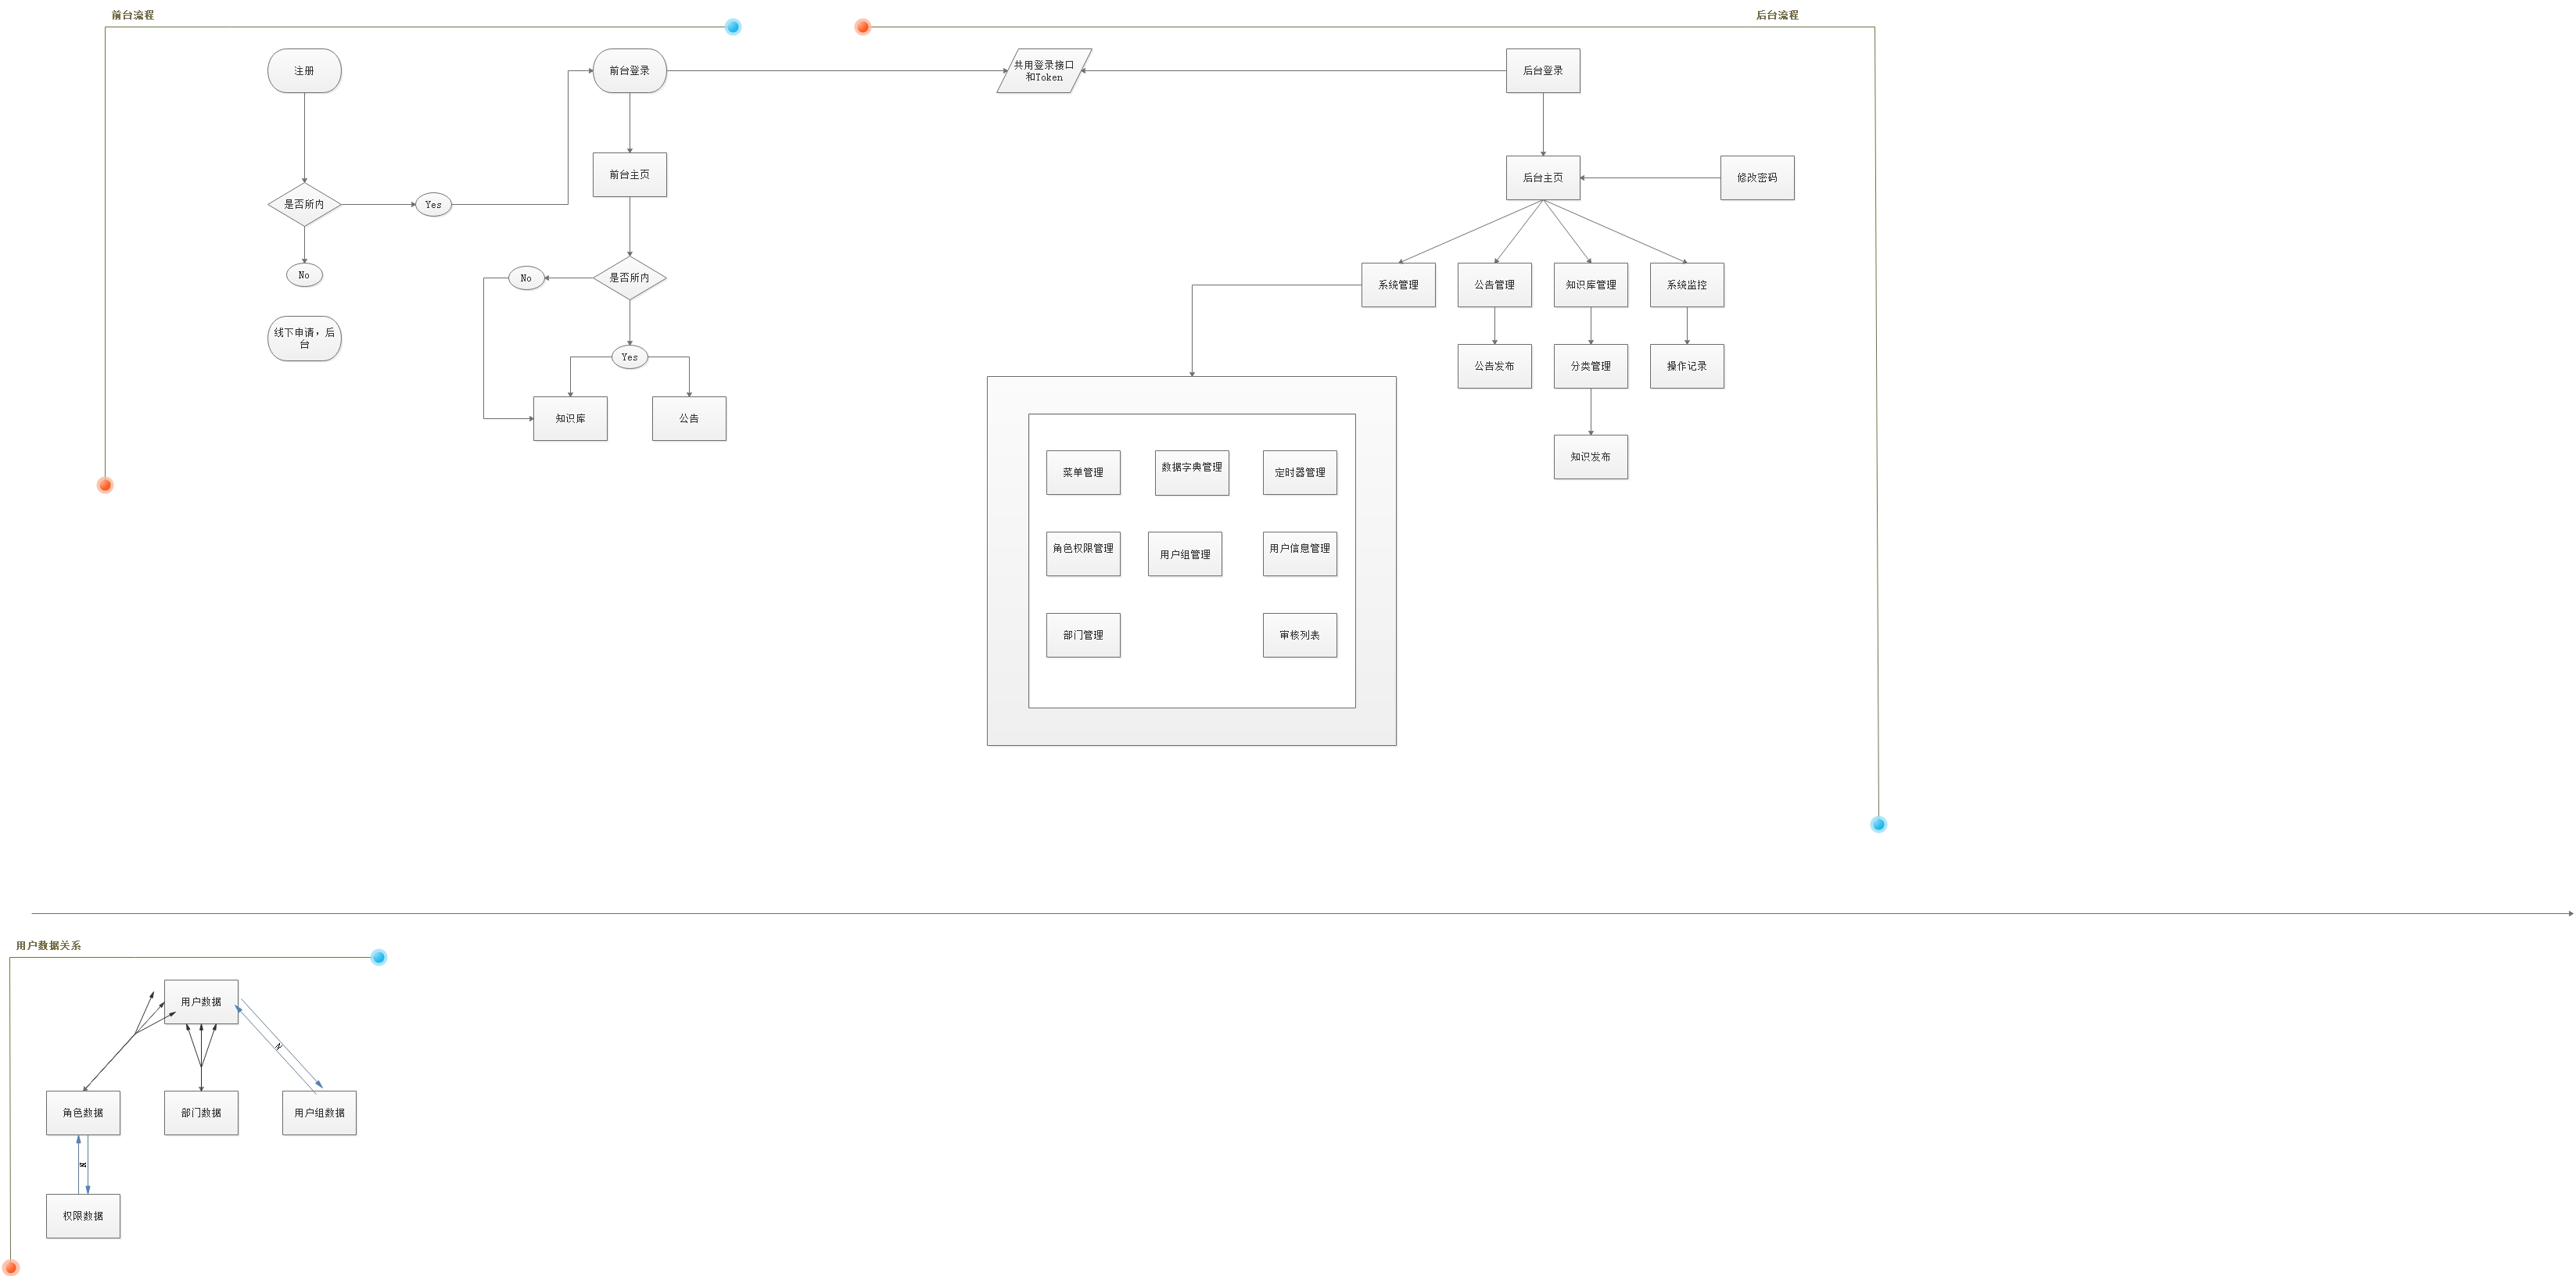 前台流程
后台流程
注册
前台登录
共用登录接口
和Token
后台登录
前台主页
后台主页
修改密码
是否所内
Yes
No
是否所内
No
线下申请，后
台
Yes
知识库
公告
系统管理
公告管理
知识库管理
系统监控
公告发布
分类管理
操作记录
知识发布
菜单管理
数据字典管理
定时器管理
角色权限管理
用户组管理
用户信息管理
部门管理
审核列表
用户数据关系
用户数据
N
角色数据
部门数据
用户组数据
N
权限数据